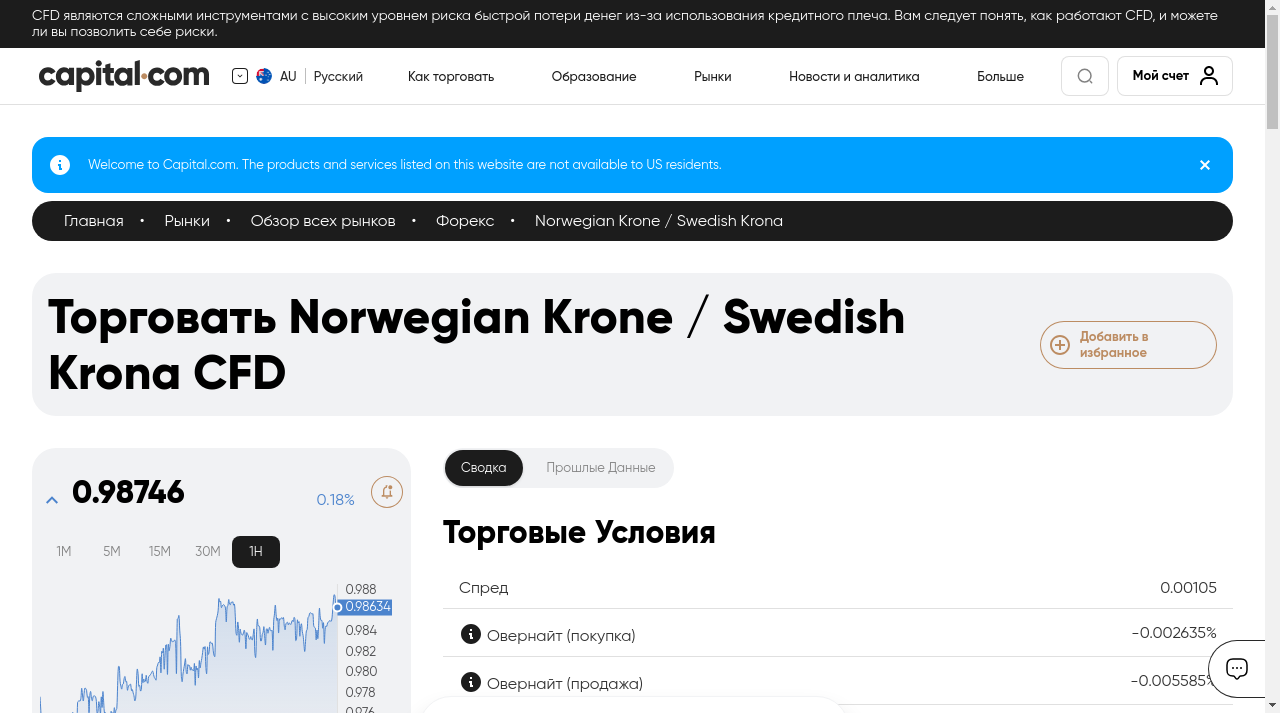 CFD являются сложными инструментами с высоким уровнем риска быстрой потери денег из-за использования кредитного плеча. Вам следует понять, как работают CFD, и можете
ли вы позволить себе риски.
capital.com AU Русский Как торговать Образование Рынки Новости и аналитика Больше Мой счет
Welcome to Capital.com. The products and services listed on this website are not available to US residents.
Главная • Рынки • Обзор всех рынков • Форекс • Norwegian Krone / Swedish Krona
Торговать Norwegian Krone / Swedish
Krona CFD
Добавить в
избранное
0.98746 0.18%
1M 5M 15M 30M 1H
0.988
0.98634
0.984
0.982
0.980
0.978
0.976
Сводка Прошлые Данные
Торговые Условия
Спред 0.00105
Овернайт (покупка) -0.002635%
Овернайт (продажа) -0.005585%